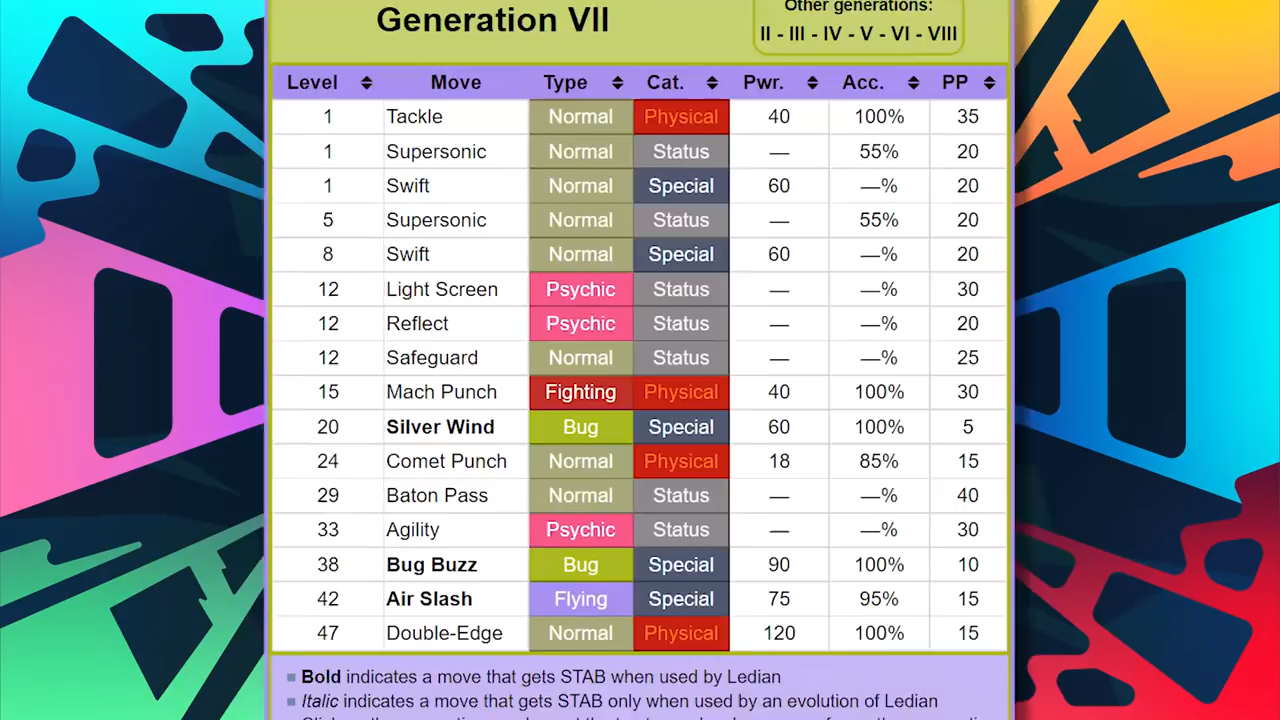 Generation VII
Other generations:
II - III - IV - V - VI - VIII
Level Move Type Cat. Pwr. Acc. PP
1 Tackle Normal Physical 40 100% 35
1 Supersonic Normal Status — 55% 20
1 Swift Normal Special 60 —% 20
5 Supersonic Normal Status — 55% 20
8 Swift Normal Special 60 —% 20
12 Light Screen Psychic Status — —% 30
12 Reflect Psychic Status — —% 20
12 Safeguard Normal Status — —% 25
15 Mach Punch Fighting Physical 40 100% 30
20 Silver Wind Bug Special 60 100% 5
24 Comet Punch Normal Physical 18 85% 15
29 Baton Pass Normal Status — —% 40
33 Agility Psychic Status — —% 30
38 Bug Buzz Bug Special 90 100% 10
42 Air Slash Flying Special 75 95% 15
47 Double-Edge Normal Physical 120 100% 15
Bold indicates a move that gets STAB when used by Ledian
Italic indicates a move that gets STAB only when used by an evolution of Ledian